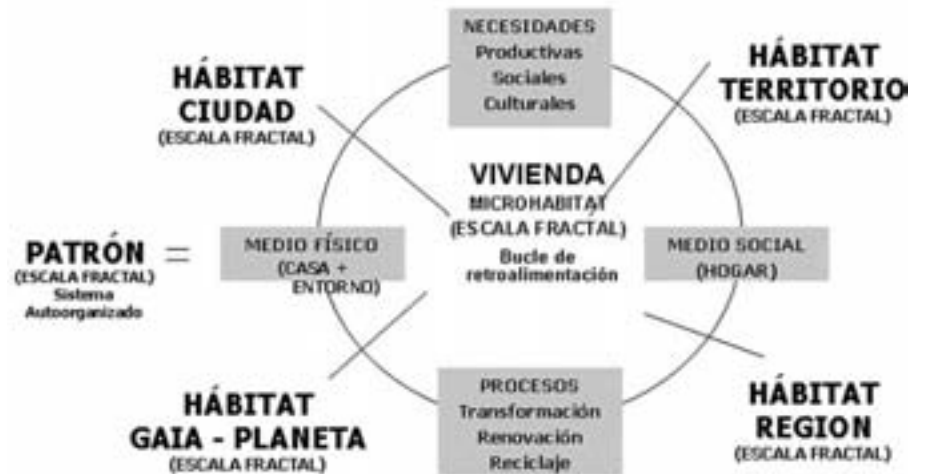 NECESIDADES
Productivas
Sociales
Culturales
HÁBITAT
CIUDAD
(ESCALA FRACTAL)
HÁBITAT
TERRITORIO
(ESCALA FRACTAL)
VIVIENDA
MICROHABITAT
(ESCALA FRACTAL)
Bucle de
retroalimentación
PATRÓN =
(ESCALA FRACTAL)
Sistema
Autoorganizado
MEDIO FÍSICO
(CASA +
ENTORNO)
MEDIO SOCIAL
(HOGAR)
HÁBITAT
GAIA - PLANETA
(ESCALA FRACTAL)
PROCESOS
Transformación
Renovación
Reciclaje
HÁBITAT
REGION
(ESCALA FRACTAL)